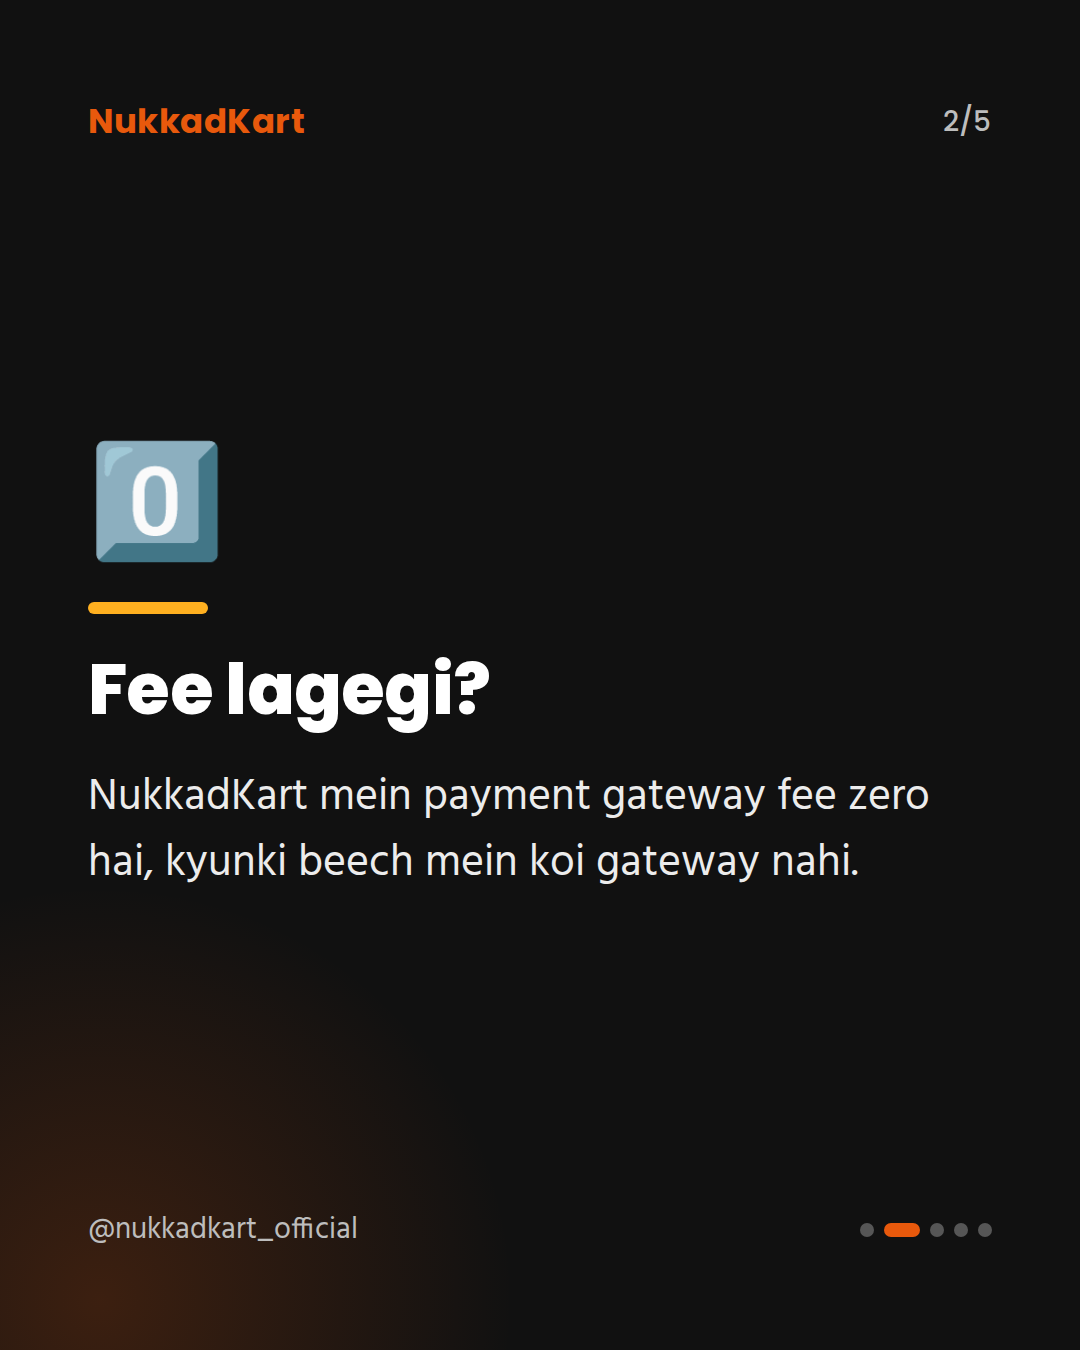 NukkadKart
2/5
0
Fee lagegi?
NukkadKart mein payment gateway fee zero
hai, kyunki beech mein koi gateway nahi.
@nukkadkart_official